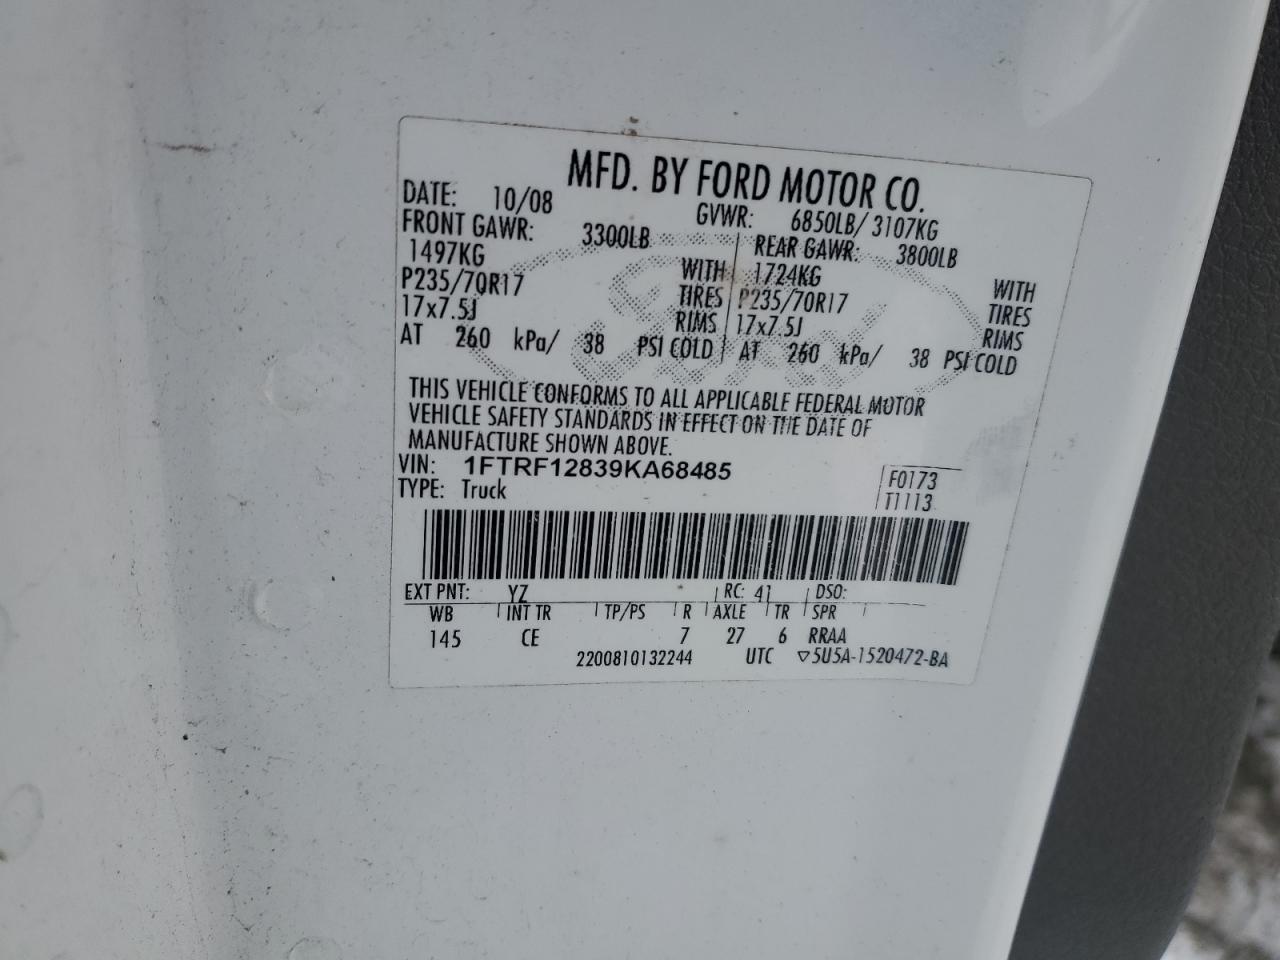 MFD. BY FORD MOTOR CO.
DATE: 10/08 GVWR: 6850LB/ 3107KG
FRONT GAWR: 3300LB REAR GAWR: 3800LB
1497KG WITH 1724KG WITH
P235/70R17 TIRES P235/70R17 TIRES
17x7.5J RIMS 17x7.5J RIMS
AT 260 kPa/ 38 PSI COLD AT 260 kPa/ 38 PSI COLD
THIS VEHICLE CONFORMS TO ALL APPLICABLE FEDERAL MOTOR
VEHICLE SAFETY STANDARDS IN EFFECT ON THE DATE OF
MANUFACTURE SHOWN ABOVE.
VIN: 1FTRF12839KA68485 F0173
TYPE: Truck T1113
EXT PNT: YZ RC: 41 DSO:
WB INT TR TP/PS R AXLE TR SPR
145 CE 7 27 6 RRAA
2200810132244 UTC ▽5U5A-1520472-BA
Ford